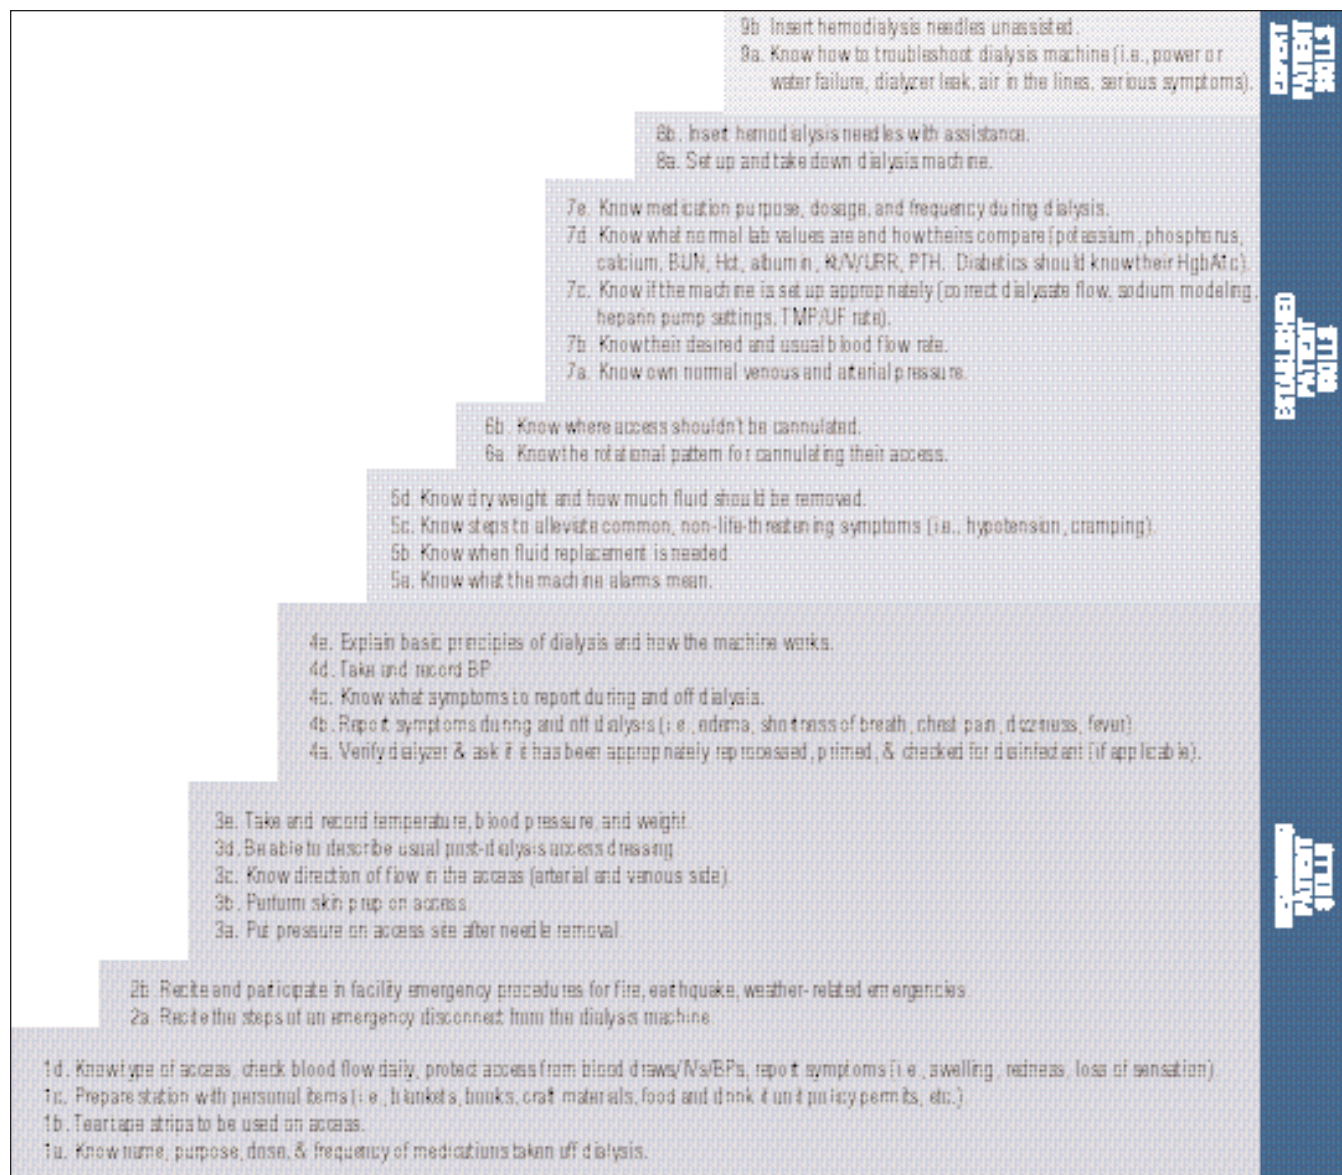 9b Insert hemodialysis needles unassisted.
9a. Know how to troubleshoot dialysis machine (i.e., power or
water failure, dialyzer leak, air in the lines, serious symptoms).
EXPERT PATIENT SKILLS
8b. Insert hemodialysis needles with assistance.
8a. Set up and take down dialysis machine.
7e. Know medication purpose, dosage, and frequency during dialysis.
7d. Know what normal lab values are and how theirs compare (potassium, phosphorus,
calcium, BUN, Hct, albumin, Kt/V/URR, PTH. Diabetics should know their HgbA1c).
7c. Know if the machine is set up appropriately (correct dialysate flow, sodium modeling,
heparin pump settings, TMP/UF rate).
7b. Know their desired and usual blood flow rate.
7a. Know own normal venous and arterial pressure.
ESTABLISHED PATIENT SKILLS
6b. Know where access shouldn't be cannulated.
6a. Know the rotational pattern for cannulating their access.
5d. Know dry weight and how much fluid should be removed.
5c. Know steps to alleviate common, non-life-threatening symptoms (i.e., hypotension, cramping).
5b. Know when fluid replacement is needed
5a. Know what the machine alarms mean.
4e. Explain basic principles of dialysis and how the machine works.
4d. Take and record BP
4c. Know what symptoms to report during and off dialysis.
4b. Report symptoms during and off dialysis (i.e., edema, shortness of breath, chest pain, dizziness, fever)
4a. Verify dialyzer & ask if it has been appropriately reprocessed, primed, & checked for disinfectant (if applicable).
3e. Take and record temperature, blood pressure, and weight.
3d. Be able to describe usual post-dialysis access dressing
3c. Know direction of flow in the access (arterial and venous side)
3b. Perform skin prep on access
3a. Put pressure on access site after needle removal.
PATIENT SKILLS
2b Recite and participate in facility emergency procedures for fire, earthquake, weather-related emergencies.
2a. Recite the steps of an emergency disconnect from the dialysis machine.
1d. Know type of access, check blood flow daily, protect access from blood draws/IVs/BPs, report symptoms (i.e., swelling, redness, loss of sensation)
1c. Prepare station with personal items (i.e., blankets, books, craft materials, food and drink if unit policy permits, etc.)
1b. Tear tape strips to be used on access.
1a. Know name, purpose, dose, & frequency of medications taken off dialysis.